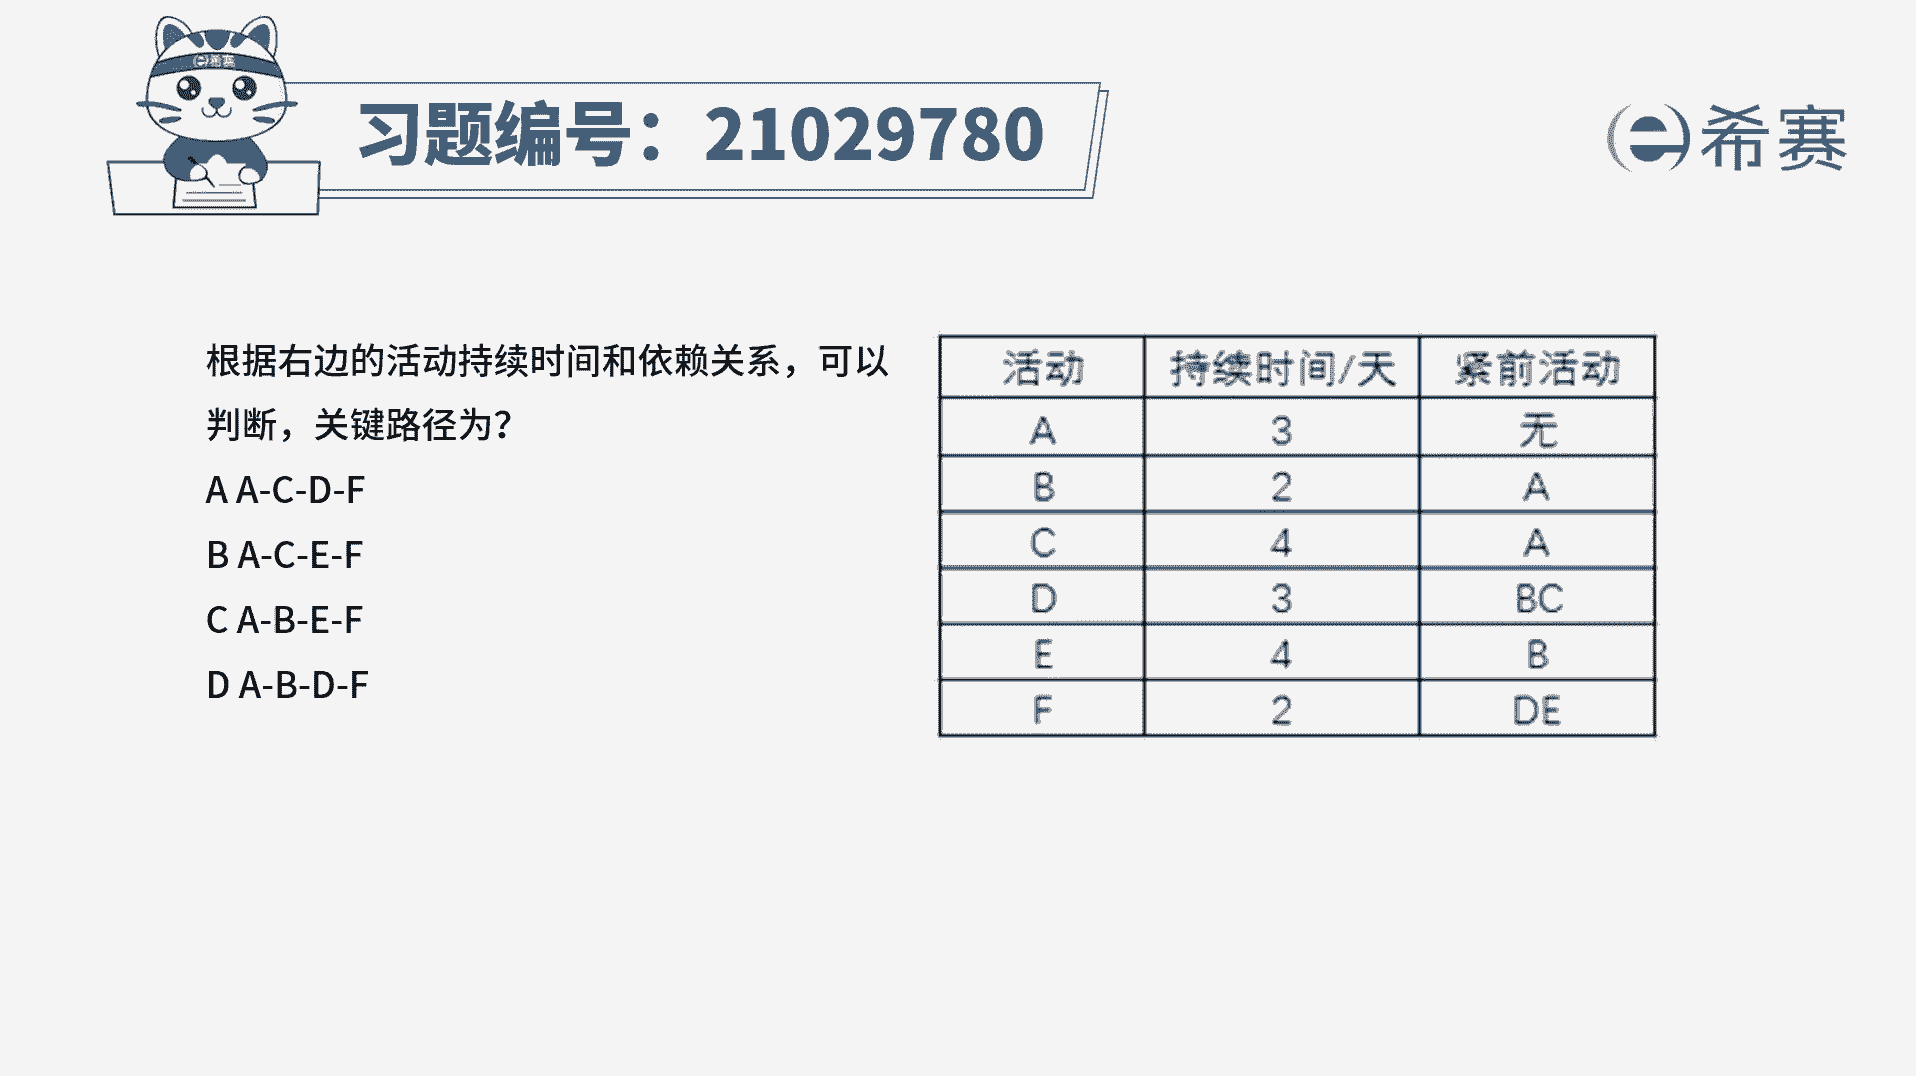 希赛
习题编号：21029780
希赛
根据右边的活动持续时间和依赖关系，可以
判断，关键路径为？
A A-C-D-F
B A-C-E-F
C A-B-E-F
D A-B-D-F
活动 持续时间/天 紧前活动
A 3 无
B 2 A
C 4 A
D 3 BC
E 4 B
F 2 DE